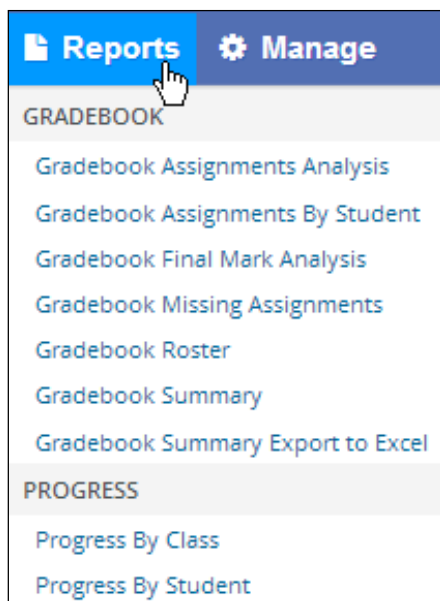 Reports Manage
GRADEBOOK
Gradebook Assignments Analysis
Gradebook Assignments By Student
Gradebook Final Mark Analysis
Gradebook Missing Assignments
Gradebook Roster
Gradebook Summary
Gradebook Summary Export to Excel
PROGRESS
Progress By Class
Progress By Student